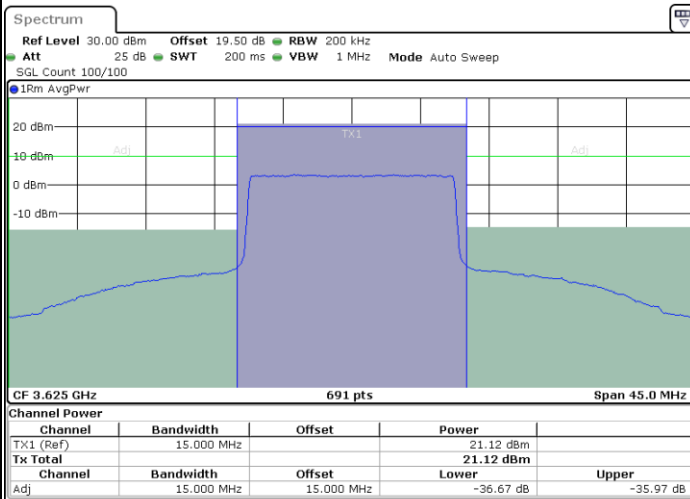 Spectrum
Ref Level 30.00 dBm Offset 19.50 dB RBW 200 kHz
Att 25 dB SWT 200 ms VBW 1 MHz Mode Auto Sweep
SGL Count 100/100
1Rm AvgPwr
20 dBm
TX1
Adj Adj
10 dBm
0 dBm
-10 dBm
CF 3.625 GHz 691 pts Span 45.0 MHz
Channel Power
Channel Bandwidth Offset Power
TX1 (Ref) 15.000 MHz 21.12 dBm
Tx Total 21.12 dBm
Channel Bandwidth Offset Lower Upper
Adj 15.000 MHz 15.000 MHz -36.67 dB -35.97 dB